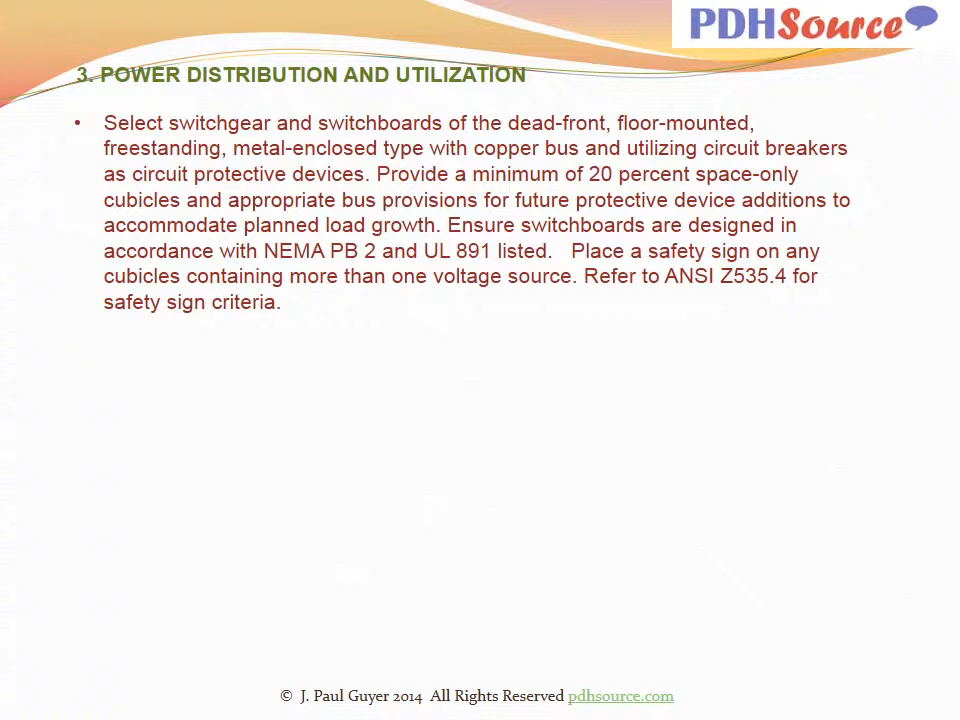 PDHSource
3. POWER DISTRIBUTION AND UTILIZATION
• Select switchgear and switchboards of the dead-front, floor-mounted,
freestanding, metal-enclosed type with copper bus and utilizing circuit breakers
as circuit protective devices. Provide a minimum of 20 percent space-only
cubicles and appropriate bus provisions for future protective device additions to
accommodate planned load growth. Ensure switchboards are designed in
accordance with NEMA PB 2 and UL 891 listed.   Place a safety sign on any
cubicles containing more than one voltage source. Refer to ANSI Z535.4 for
safety sign criteria.
© J. Paul Guyer 2014 All Rights Reserved pdhsource.com